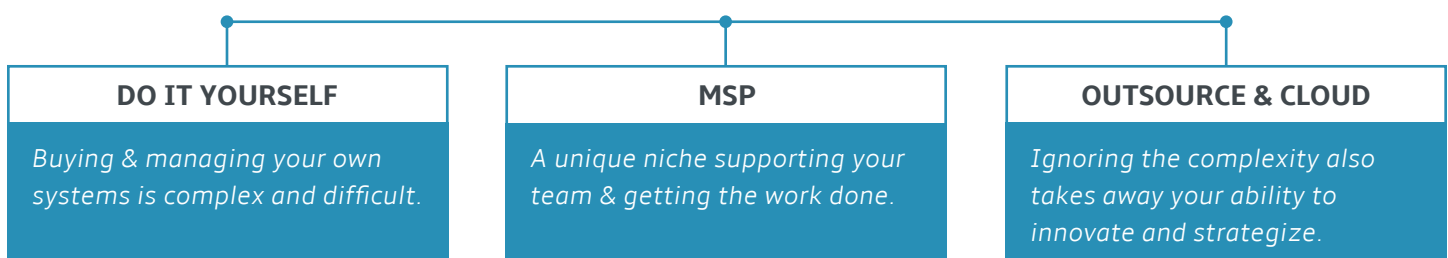 DO IT YOURSELF
Buying & managing your own
systems is complex and difficult.
MSP
A unique niche supporting your
team & getting the work done.
OUTSOURCE & CLOUD
Ignoring the complexity also
takes away your ability to
innovate and strategize.